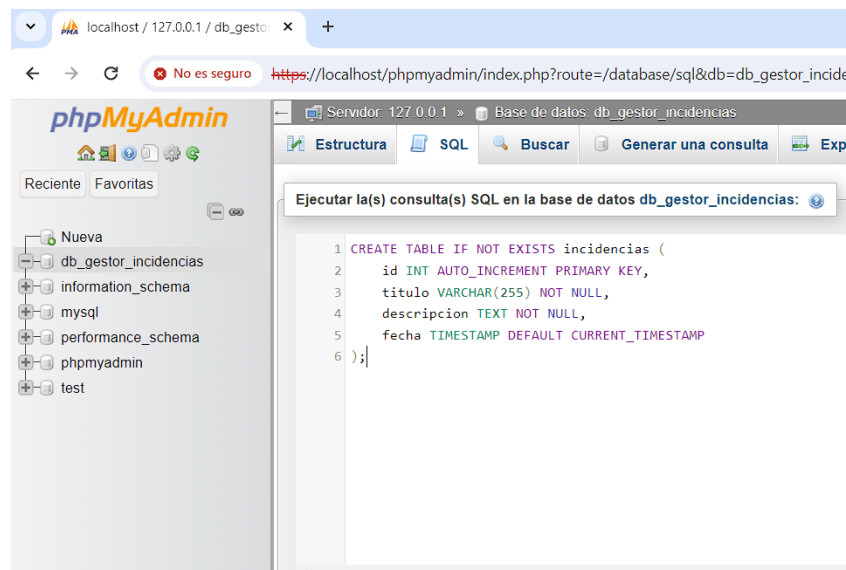 PMA localhost / 127.0.0.1 / db_gesto
No es seguro https://localhost/phpmyadmin/index.php?route=/database/sql&db=db_gestor_incide
phpMyAdmin
Reciente Favoritas
Nueva
db_gestor_incidencias
information_schema
mysql
performance_schema
phpmyadmin
test
Servidor: 127.0.0.1 » Base de datos: db_gestor_incidencias
Estructura SQL Buscar Generar una consulta Exp
Ejecutar la(s) consulta(s) SQL en la base de datos db_gestor_incidencias:
1 CREATE TABLE IF NOT EXISTS incidencias (
2 id INT AUTO_INCREMENT PRIMARY KEY,
3 titulo VARCHAR(255) NOT NULL,
4 descripcion TEXT NOT NULL,
5 fecha TIMESTAMP DEFAULT CURRENT_TIMESTAMP
6 );